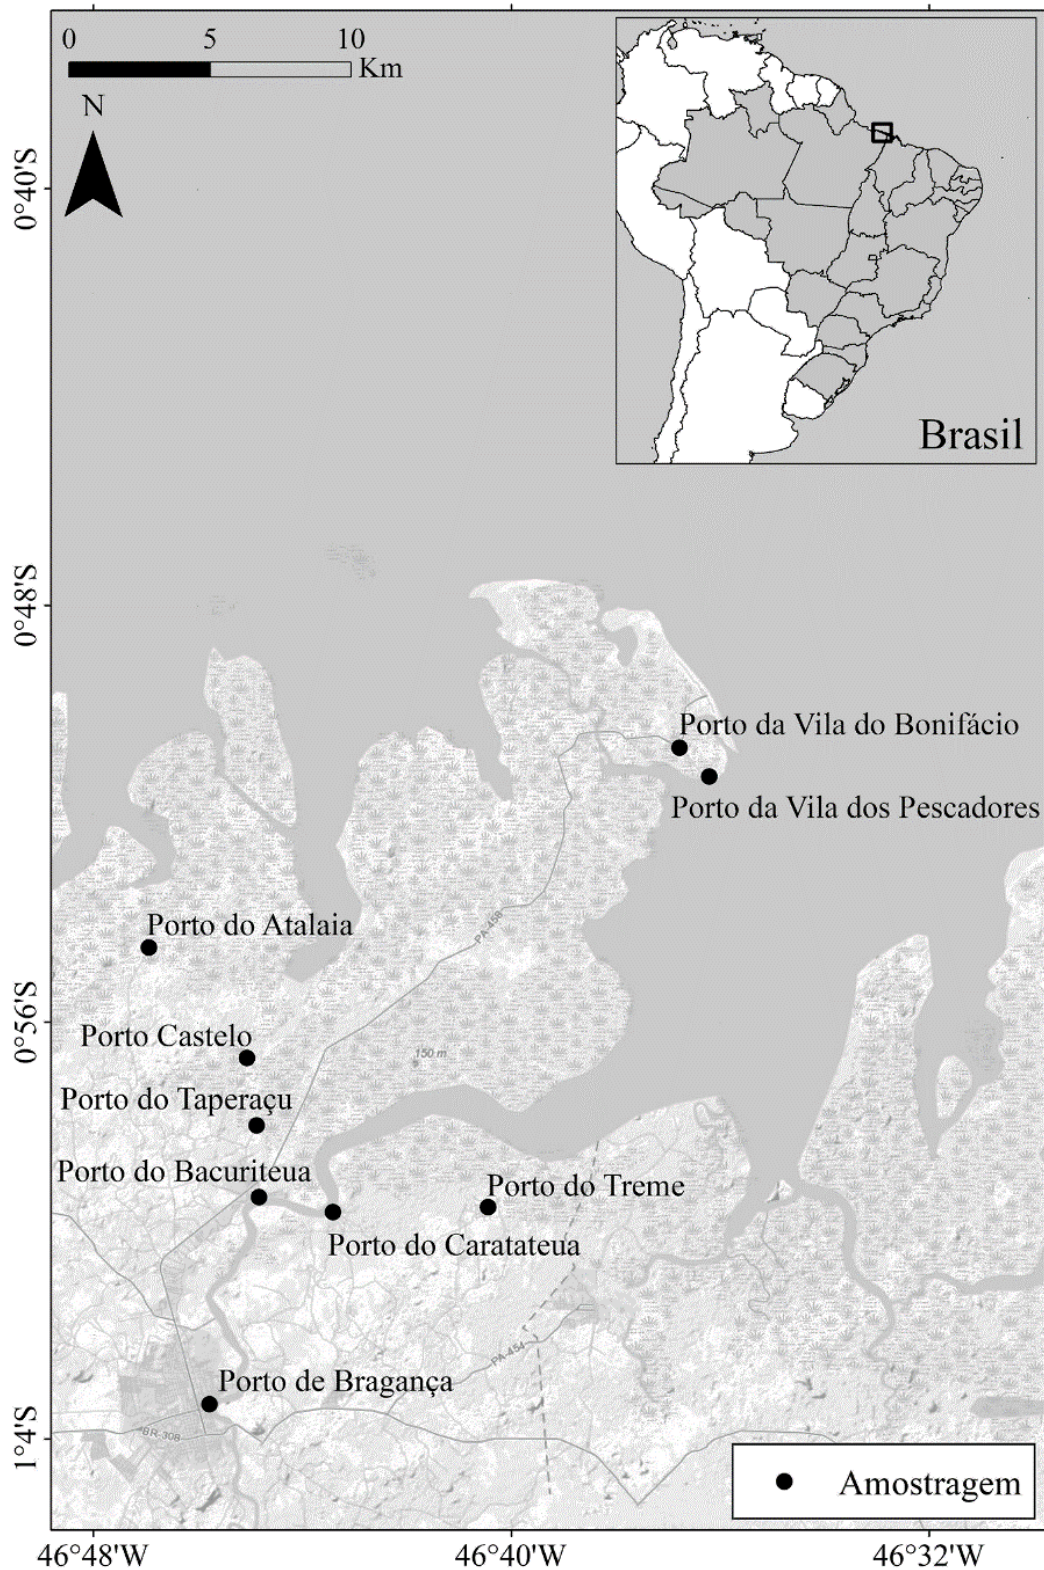 0 5 10
Km
N
Brasil
0°40'S
0°48'S
Porto da Vila do Bonifácio
Porto da Vila dos Pescadores
PA-458
Porto do Atalaia
0°56'S
Porto Castelo
150 m
Porto do Taperaçu
Porto do Bacuriteua
Porto do Treme
Porto do Caratateua
PA-454
Porto de Bragança
BR-308
1°4'S
Amostragem
46°48'W 46°40'W 46°32'W